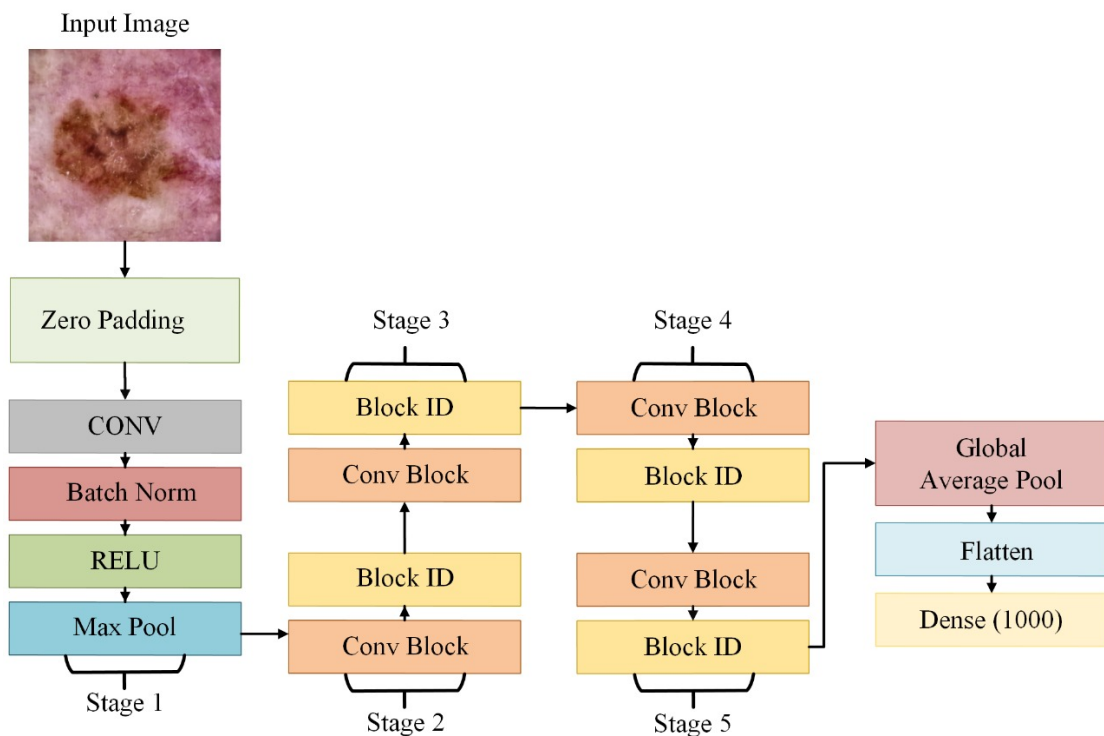 Input Image
Zero Padding
CONV
Batch Norm
RELU
Max Pool
Stage 1
Stage 3
Block ID
Conv Block
Block ID
Conv Block
Stage 2
Stage 4
Conv Block
Block ID
Conv Block
Block ID
Stage 5
Global
Average Pool
Flatten
Dense (1000)